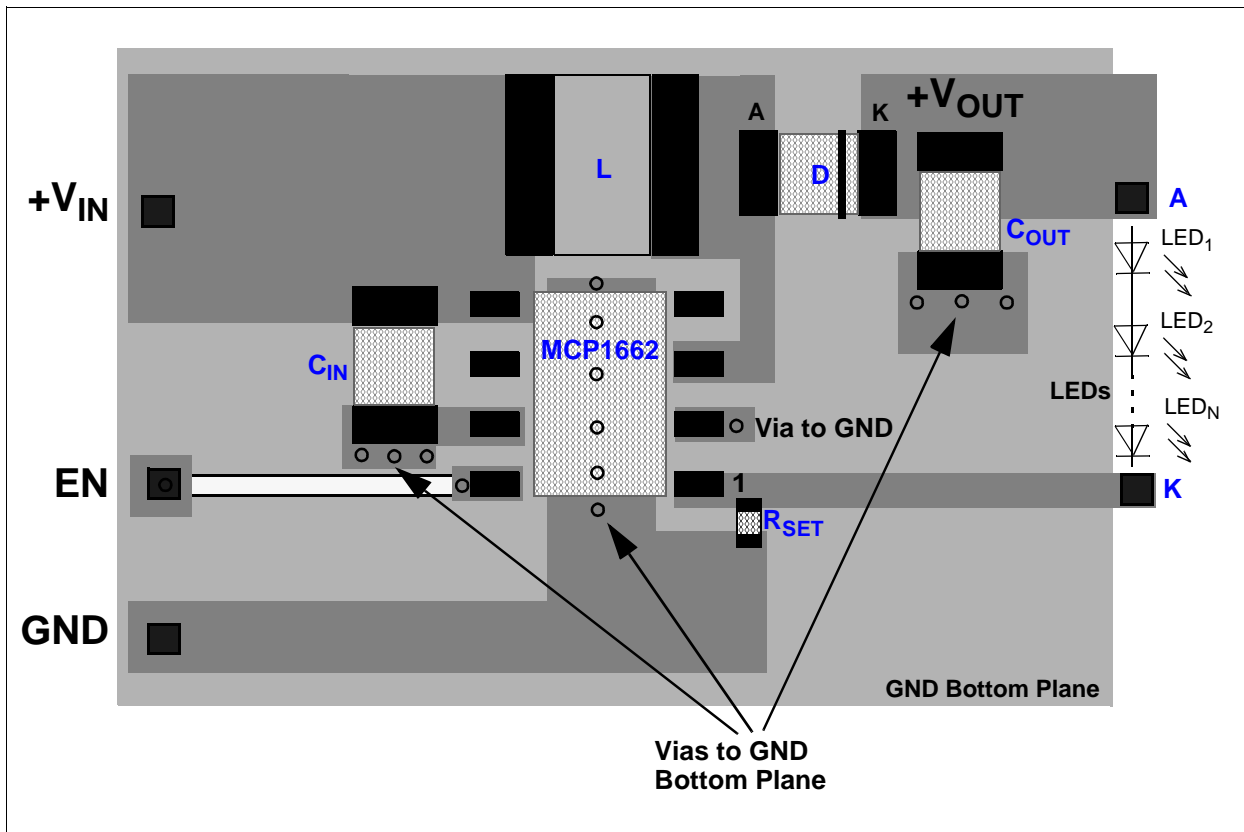 +VOUT
A
K
L
D
+VIN
A
COUT
LED1
MCP1662
LED2
CIN
LEDs
LEDN
Via to GND
EN
1
K
RSET
GND
GND Bottom Plane
Vias to GND
Bottom Plane